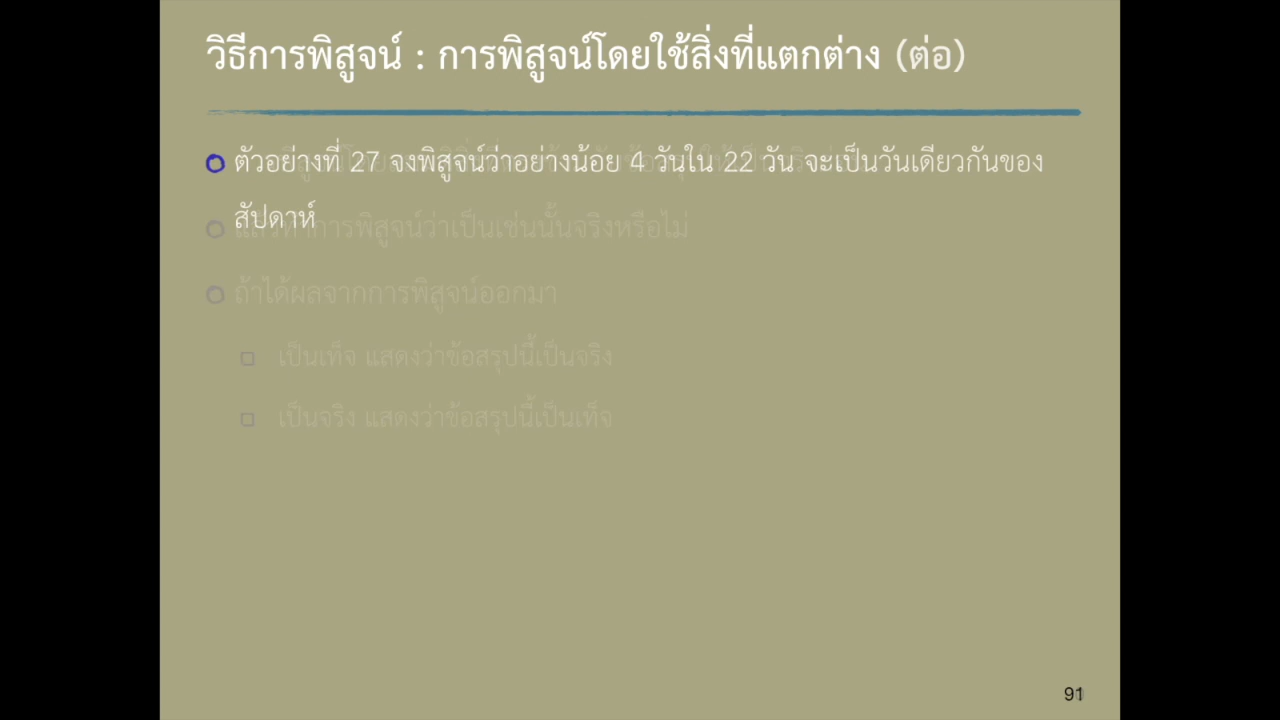 วิธีการพิสูจน์ : การพิสูจน์โดยใช้สิ่งที่แตกต่าง (ต่อ)
ตัวอย่างที่ 27 จงพิสูจน์ว่าอย่างน้อย 4 วันใน 22 วัน จะเป็นวันเดียวกันของ
สัปดาห์
การพิสูจน์ว่าเป็นเช่นนั้นจริงหรือไม่
ถ้าได้ผลจากการพิสูจน์ออกมา
เป็นเท็จ แสดงว่าข้อสรุปนี้เป็นจริง
เป็นจริง แสดงว่าข้อสรุปนี้เป็นเท็จ
91